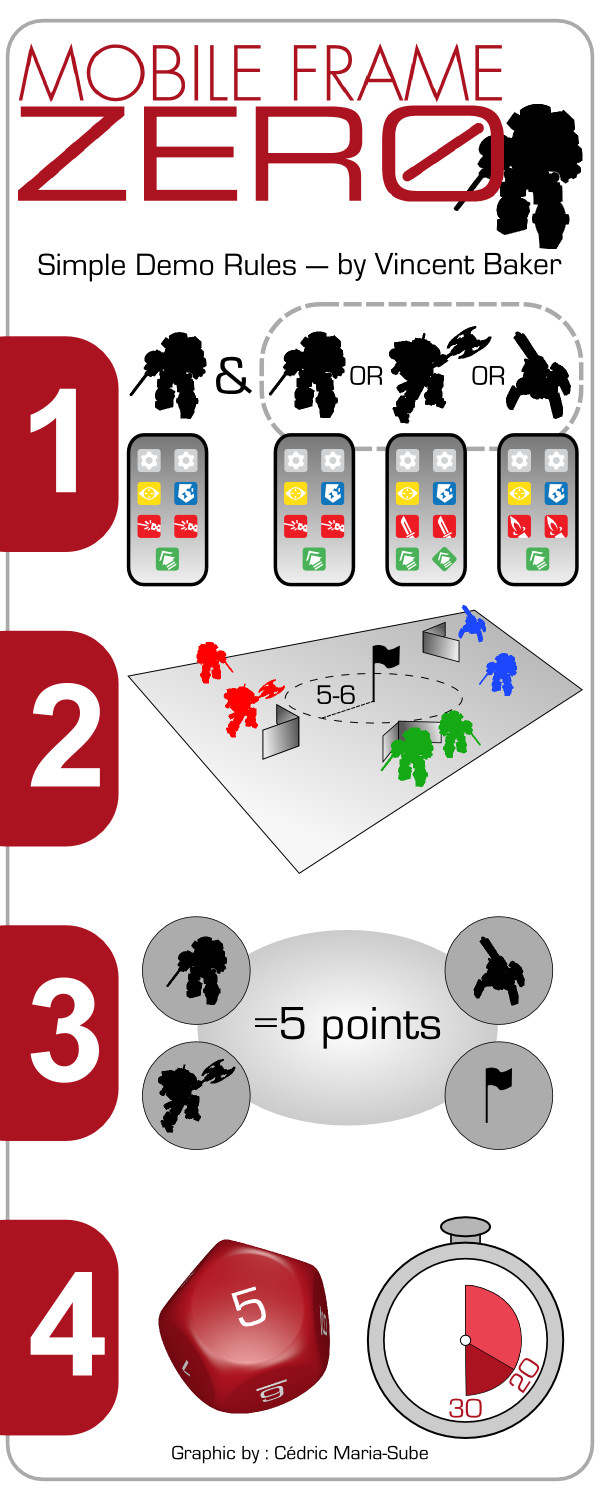 MOBILE FRAME
ZERO
Simple Demo Rules — by Vincent Baker
1
&
OR
OR
2
5-6
3
=5 points
4
5
20
30
Graphic by : Cédric Maria-Sube